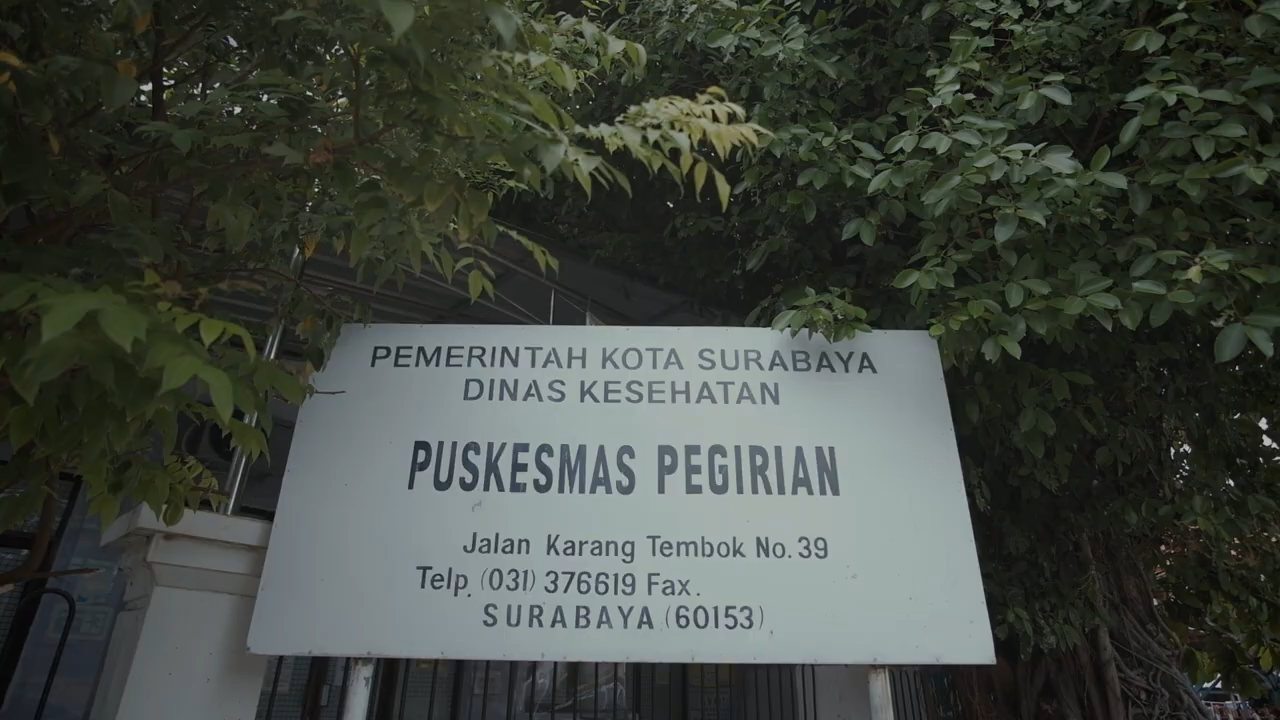 PEMERINTAH KOTA SURABAYA
DINAS KESEHATAN
PUSKESMAS PEGIRIAN
Jalan Karang Tembok No. 39
Telp. (031) 376619 Fax.
SURABAYA (60153)